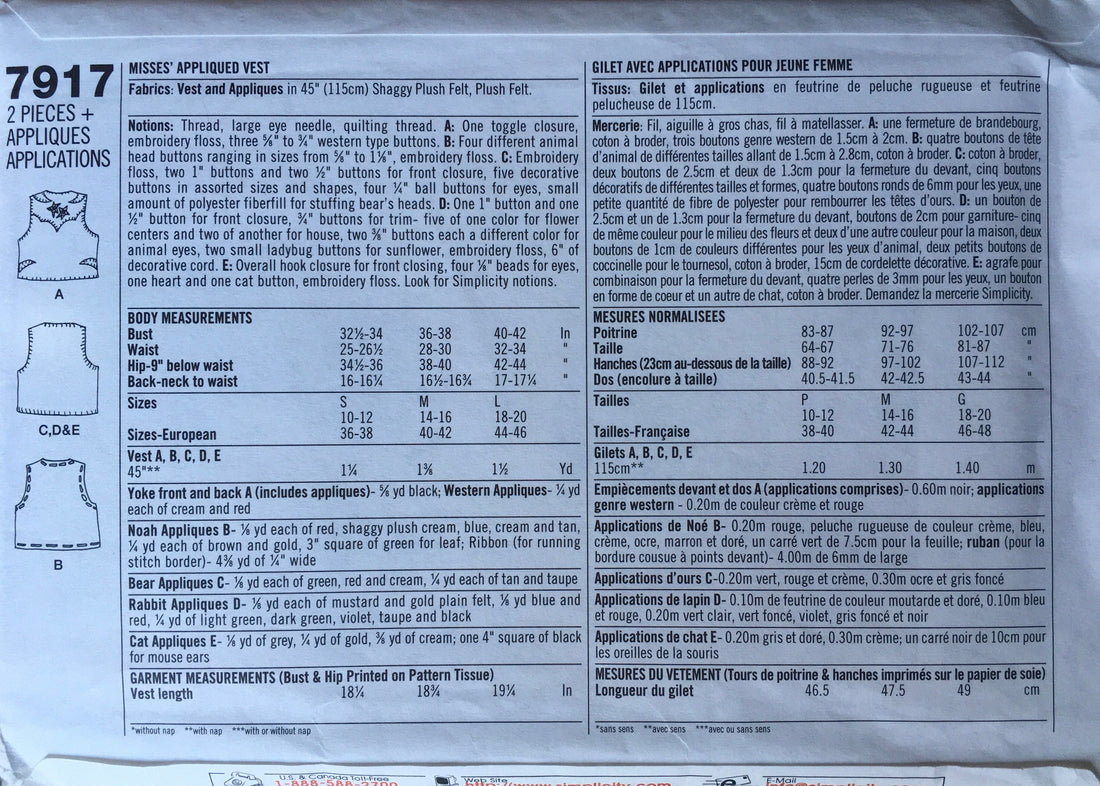 7917
2 PIECES +
APPLIQUES
APPLICATIONS
A
C,D&E
B
MISSES' APPLIQUED VEST
Fabrics: Vest and Appliques in 45" (115cm) Shaggy Plush Felt, Plush Felt.
Notions: Thread, large eye needle, quilting thread. A: One toggle closure,
embroidery floss, three ⅝" to ¾" western type buttons. B: Four different animal
head buttons ranging in sizes from ⅝" to 1⅛", embroidery floss. C: Embroidery
floss, two 1" buttons and two ½" buttons for front closure, five decorative
buttons in assorted sizes and shapes, four ¼" ball buttons for eyes, small
amount of polyester fiberfill for stuffing bear's heads. D: One 1" button and one
½" button for front closure, ¾" buttons for trim- five of one color for flower
centers and two of another for house, two ⅜" buttons each a different color for
animal eyes, two small ladybug buttons for sunflower, embroidery floss, 6" of
decorative cord. E: Overall hook closure for front closing, four ⅛" beads for eyes,
one heart and one cat button, embroidery floss. Look for Simplicity notions.
BODY MEASUREMENTS
Bust 32½-34 36-38 40-42 In
Waist 25-26½ 28-30 32-34 "
Hip-9" below waist 34½-36 38-40 42-44 "
Back-neck to waist 16-16¼ 16½-16¾ 17-17¼ "
Sizes S M L
10-12 14-16 18-20
Sizes-European 36-38 40-42 44-46
Vest A, B, C, D, E
45"** 1¼ 1⅜ 1½ Yd
Yoke front and back A (includes appliques)- ⅝ yd black; Western Appliques- ¼ yd
each of cream and red
Noah Appliques B- ⅛ yd each of red, shaggy plush cream, blue, cream and tan,
¼ yd each of brown and gold, 3" square of green for leaf; Ribbon (for running
stitch border)- 4⅜ yd of ¼" wide
Bear Appliques C- ⅛ yd each of green, red and cream, ¼ yd each of tan and taupe
Rabbit Appliques D- ⅛ yd each of mustard and gold plain felt, ⅛ yd blue and
red, ¼ yd of light green, dark green, violet, taupe and black
Cat Appliques E- ⅛ yd of grey, ¼ yd of gold, ⅜ yd of cream; one 4" square of black
for mouse ears
GARMENT MEASUREMENTS (Bust & Hip Printed on Pattern Tissue)
Vest length 18¼ 18¾ 19¼ In
*without nap **with nap ***with or without nap
GILET AVEC APPLICATIONS POUR JEUNE FEMME
Tissus: Gilet et applications en feutrine de peluche rugueuse et feutrine
pelucheuse de 115cm.
Mercerie: Fil, aiguille à gros chas, fil à matellasser. A: une fermeture de brandebourg,
coton à broder, trois boutons genre western de 1.5cm à 2cm. B: quatre boutons de tête
d'animal de différentes tailles allant de 1.5cm à 2.8cm, coton à broder. C: coton à broder,
deux boutons de 2.5cm et deux de 1.3cm pour la fermeture du devant, cinq boutons
décoratifs de différentes tailles et formes, quatre boutons ronds de 6mm pour les yeux, une
petite quantité de fibre de polyester pour rembourrer les têtes d'ours. D: un bouton de
2.5cm et un de 1.3cm pour la fermeture du devant, boutons de 2cm pour garniture- cinq
de même couleur pour le milieu des fleurs et deux d'une autre couleur pour la maison, deux
boutons de 1cm de couleurs différentes pour les yeux d'animal, deux petits boutons de
coccinelle pour le tournesol, coton à broder, 15cm de cordelette décorative. E: agrafe pour
combinaison pour la fermeture du devant, quatre perles de 3mm pour les yeux, un bouton
en forme de coeur et un autre de chat, coton à broder. Demandez la mercerie Simplicity.
MESURES NORMALISEES
Poitrine 83-87 92-97 102-107 cm
Taille 64-67 71-76 81-87 "
Hanches (23cm au-dessous de la taille) 88-92 97-102 107-112 "
Dos (encolure à taille) 40.5-41.5 42-42.5 43-44 "
Tailles P M G
10-12 14-16 18-20
Tailles-Française 38-40 42-44 46-48
Gilets A, B, C, D, E
115cm** 1.20 1.30 1.40 m
Empiècements devant et dos A (applications comprises)- 0.60m noir; applications
genre western - 0.20m de couleur crème et rouge
Applications de Noé B- 0.20m rouge, peluche rugueuse de couleur crème, bleu,
crème, ocre, marron et doré, un carré vert de 7.5cm pour la feuille; ruban (pour la
bordure cousue à points devant)- 4.00m de 6mm de large
Applications d'ours C-0.20m vert, rouge et crème, 0.30m ocre et gris foncé
Applications de lapin D- 0.10m de feutrine de couleur moutarde et doré, 0.10m bleu
et rouge, 0.20m vert clair, vert foncé, violet, gris foncé et noir
Applications de chat E- 0.20m gris et doré, 0.30m crème; un carré noir de 10cm pour
les oreilles de la souris
MESURES DU VETEMENT (Tours de poitrine & hanches imprimés sur le papier de soie)
Longueur du gilet 46.5 47.5 49 cm
*sans sens **avec sens ***avec ou sans sens
U.S. & Canada Toll-Free
1-888-588-2700
Web Site
http://www.simplicity.com
E-Mail